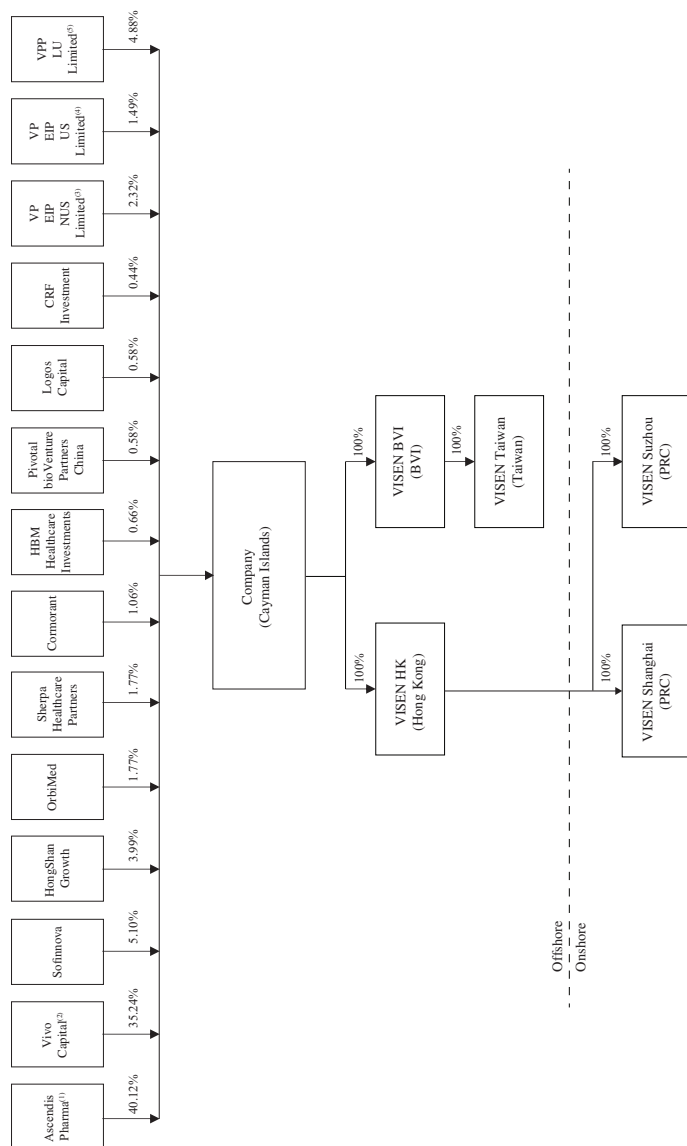 Ascendis
Pharma(1)
40.12%
Vivo
Capital(2)
35.24%
Sofinnova
5.10%
HongShan
Growth
3.99%
OrbiMed
1.77%
Sherpa
Healthcare
Partners
1.77%
Cormorant
1.06%
HBM
Healthcare
Investments
0.66%
Pivotal
bioVenture
Partners
China
0.58%
Logos
Capital
0.58%
CRF
Investment
0.44%
VP
EIP
NUS
Limited(3)
2.32%
VP
EIP
US
Limited(4)
1.49%
VPP
LU
Limited(5)
4.88%
Company
(Cayman Islands)
100%
VISEN HK
(Hong Kong)
100%
VISEN BVI
(BVI)
100%
VISEN Taiwan
(Taiwan)
Offshore
Onshore
100%
VISEN Shanghai
(PRC)
100%
VISEN Suzhou
(PRC)